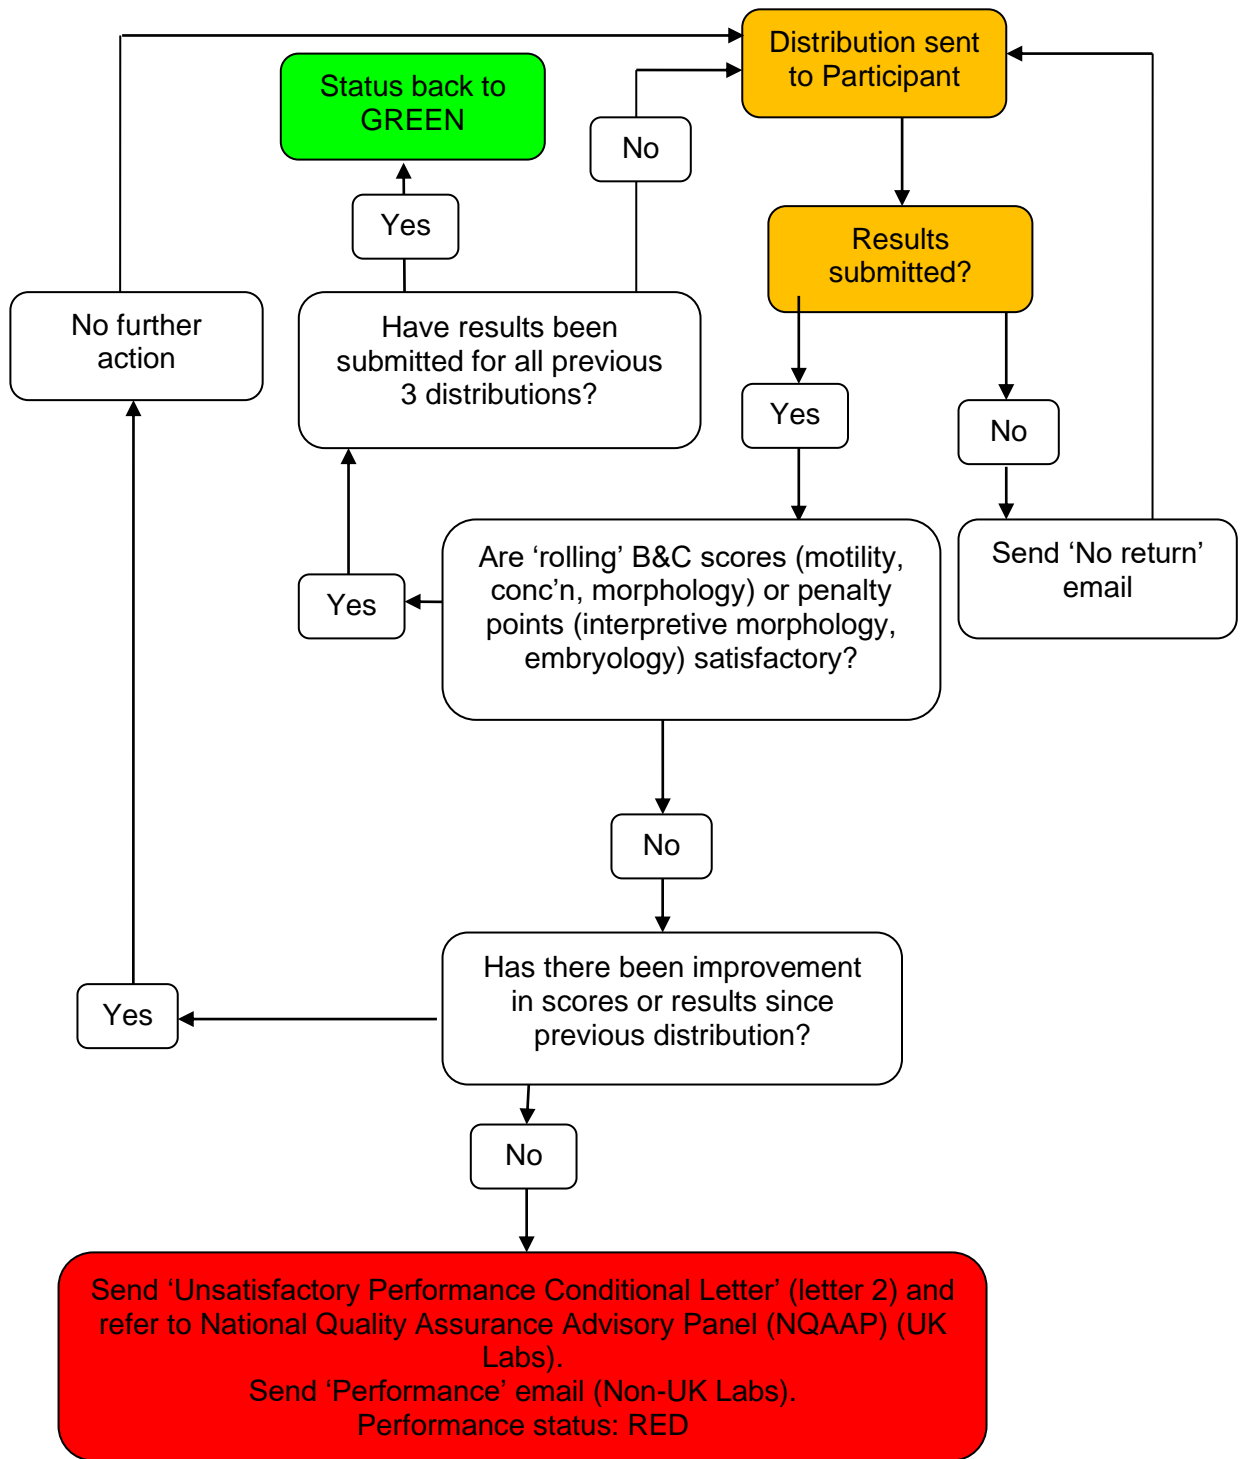 Distribution sent
to Participant
Status back to
GREEN
No
Yes
Results
submitted?
No further
action
Have results been
submitted for all previous
3 distributions?
Yes
No
Are ‘rolling’ B&C scores (motility,
conc’n, morphology) or penalty
points (interpretive morphology,
embryology) satisfactory?
Send ‘No return’
email
Yes
No
Has there been improvement
in scores or results since
previous distribution?
Yes
No
Send ‘Unsatisfactory Performance Conditional Letter’ (letter 2) and
refer to National Quality Assurance Advisory Panel (NQAAP) (UK
Labs).
Send ‘Performance’ email (Non-UK Labs).
Performance status: RED